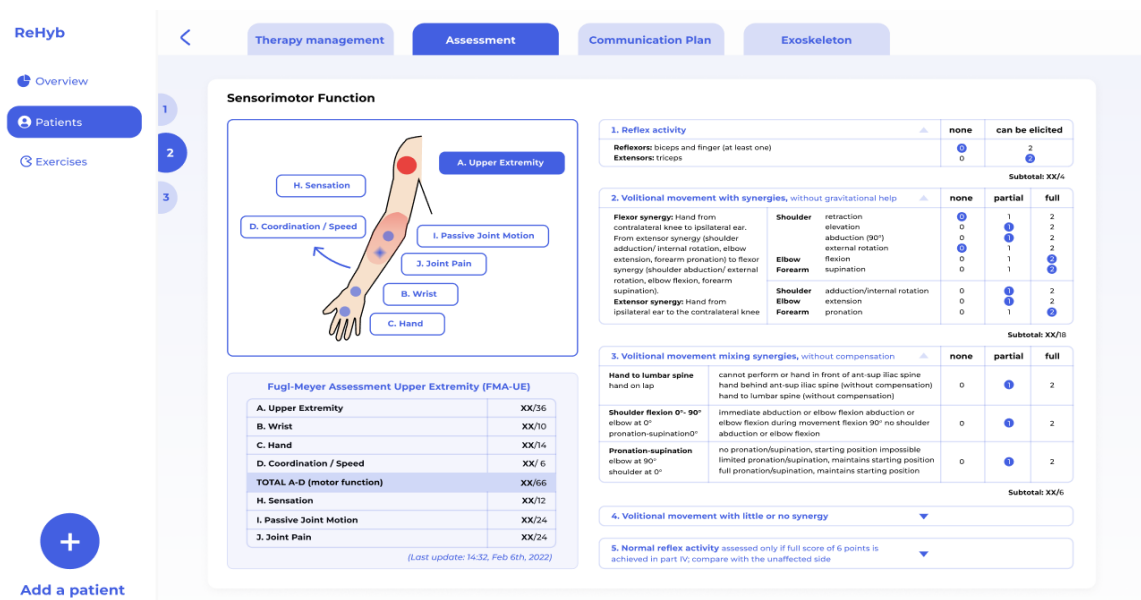 ReHyb
Overview
Patients
Exercises
+
Add a patient
Therapy management
Assessment
Communication Plan
Exoskeleton
1
2
3
Sensorimotor Function
A. Upper Extremity
H. Sensation
D. Coordination / Speed
I. Passive Joint Motion
J. Joint Pain
B. Wrist
C. Hand
Fugl-Meyer Assessment Upper Extremity (FMA-UE)
A. Upper Extremity XX/36
B. Wrist XX/10
C. Hand XX/14
D. Coordination / Speed XX/ 6
TOTAL A-D (motor function) XX/66
H. Sensation XX/12
I. Passive Joint Motion XX/24
J. Joint Pain XX/24
(Last update: 14:32, Feb 6th, 2022)
1. Reflex activity none can be elicited
Reflexors: biceps and finger (at least one) 0 2
Extensors: triceps 0 2
Subtotal: XX/4
2. Volitional movement with synergies, without gravitational help none partial full
Flexor synergy: Hand from
contralateral knee to ipsilateral ear.
From extensor synergy (shoulder
adduction/ internal rotation, elbow
extension, forearm pronation) to flexor
synergy (shoulder abduction/ external
rotation, elbow flexion, forearm
supination).
Extensor synergy: Hand from
ipsilateral ear to the contralateral knee
Shoulder retraction 0 1 2
elevation 0 1 2
abduction (90°) 0 1 2
external rotation 0 1 2
Elbow flexion 0 1 2
Forearm supination 0 1 2
Shoulder adduction/internal rotation 0 1 2
Elbow extension 0 1 2
Forearm pronation 0 1 2
Subtotal: XX/18
3. Volitional movement mixing synergies, without compensation none partial full
Hand to lumbar spine
hand on lap
cannot perform or hand in front of ant-sup iliac spine
hand behind ant-sup iliac spine (without compensation)
hand to lumbar spine (without compensation)
0 1 2
Shoulder flexion 0°- 90°
elbow at 0°
pronation-supination0°
immediate abduction or elbow flexion abduction or
elbow flexion during movement flexion 90° no shoulder
abduction or elbow flexion
0 1 2
Pronation-supination
elbow at 90°
shoulder at 0°
no pronation/supination, starting position impossible
limited pronation/supination, maintains starting position
full pronation/supination, maintains starting position
0 1 2
Subtotal: XX/6
4. Volitional movement with little or no synergy
5. Normal reflex activity assessed only if full score of 6 points is
achieved in part IV; compare with the unaffected side